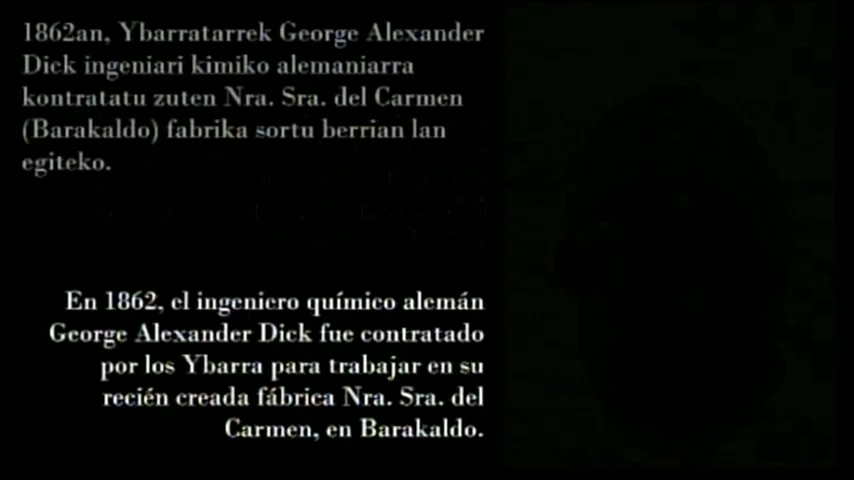 1862an, Ybarratarrek George Alexander
Dick ingeniari kimiko alemaniarra
kontratatu zuten Nra. Sra. del Carmen
(Barakaldo) fabrika sortu berrian lan
egiteko.
En 1862, el ingeniero químico alemán
George Alexander Dick fue contratado
por los Ybarra para trabajar en su
recién creada fábrica Nra. Sra. del
Carmen, en Barakaldo.